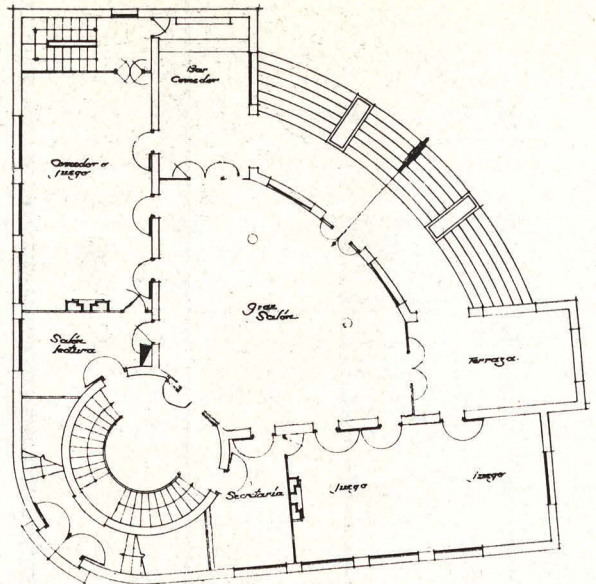 Bar
Comedor
Comedor o
juego
Gran
Salón
Salón
lectura
Terraza.
Secretaría
Juego
Juego